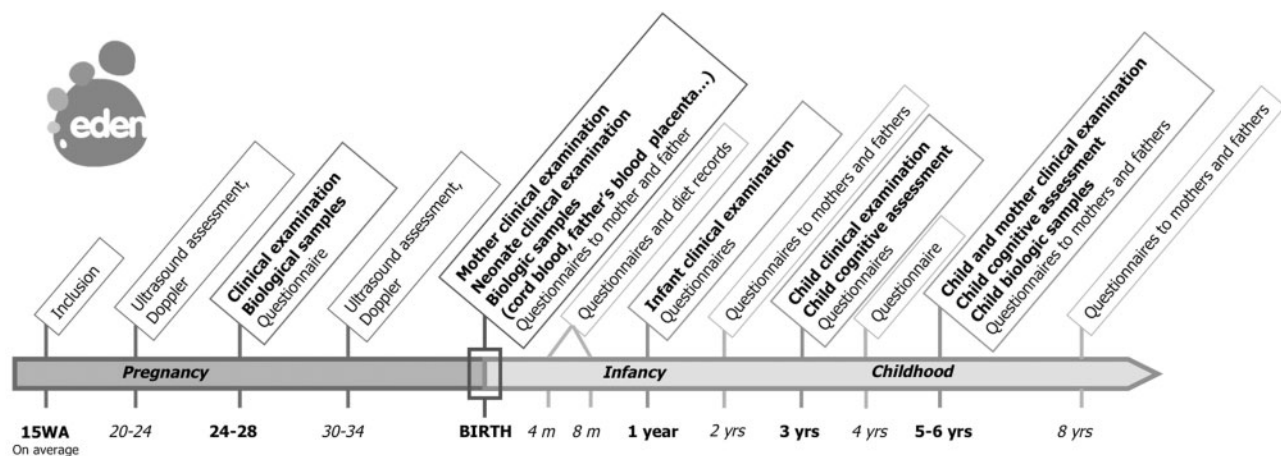 eden
Inclusion
Ultrasound assessment,
Doppler
Clinical examination
Biological samples
Questionnaire
Ultrasound assessment,
Doppler
Mother clinical examination
Neonate clinical examination
Biologic samples
(cord blood, father's blood placenta...)
Questionnaires to mother and father
Questionnaires and diet records
Infant clinical examination
Questionnaires
Questionnaires to mothers and fathers
Child clinical examination
Child cognitive assessment
Questionnaires
Questionnaire
Child and mother clinical examination
Child cognitive assessment
Child biologic samples
Questionnaires to mothers and fathers
Questionnaires to mothers and fathers
Pregnancy Infancy Childhood
15WA 20-24 24-28 30-34 BIRTH 4 m 8 m 1 year 2 yrs 3 yrs 4 yrs 5-6 yrs 8 yrs
On average